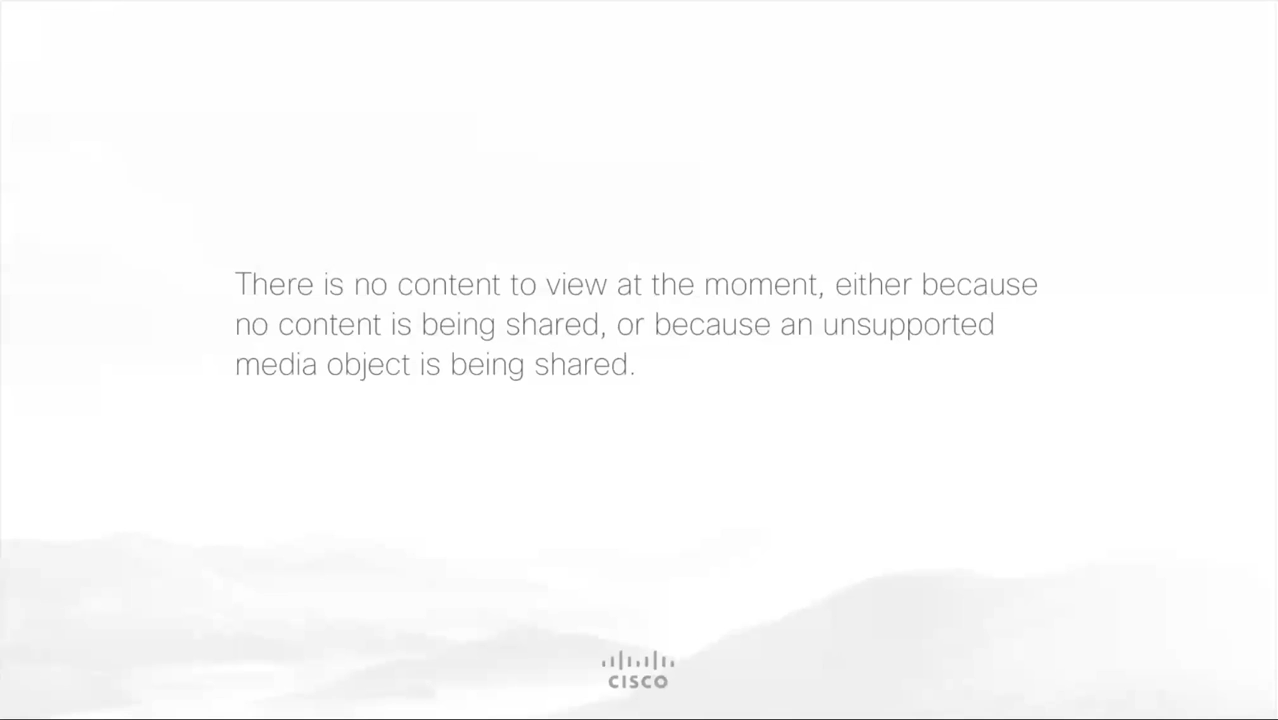 There is no content to view at the moment, either because
no content is being shared, or because an unsupported
media object is being shared.
CISCO